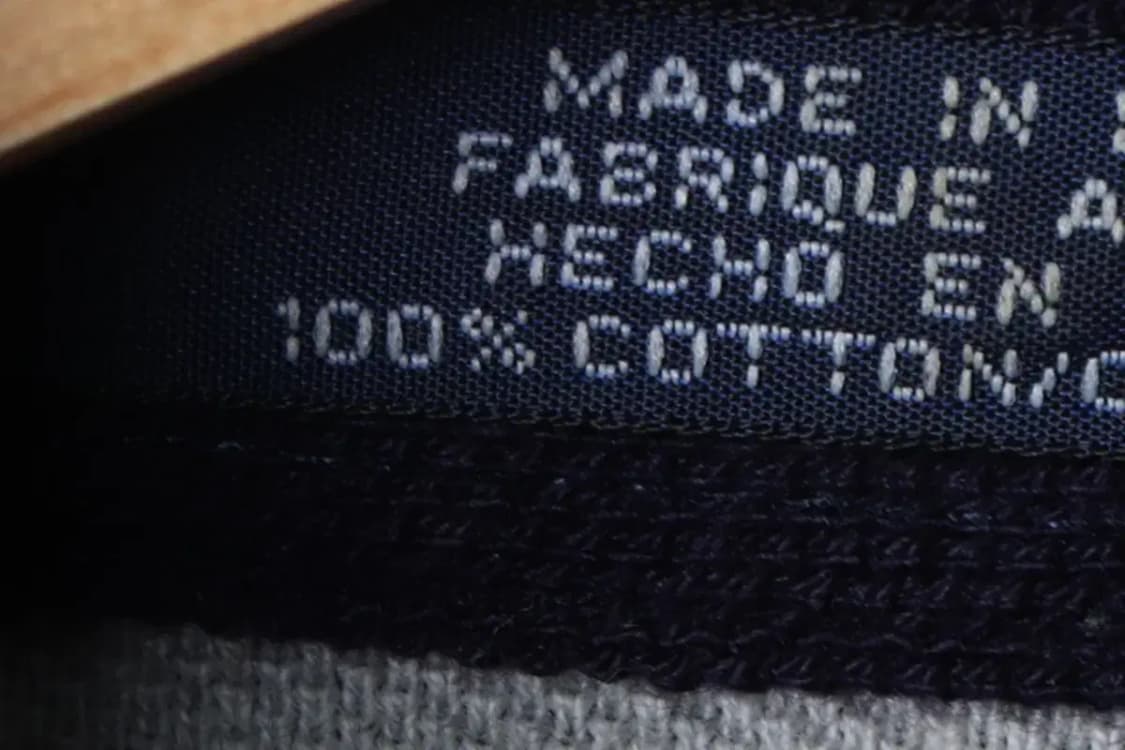 MADE IN
FABRIQUE A
HECHO EN
100% COTTON/C